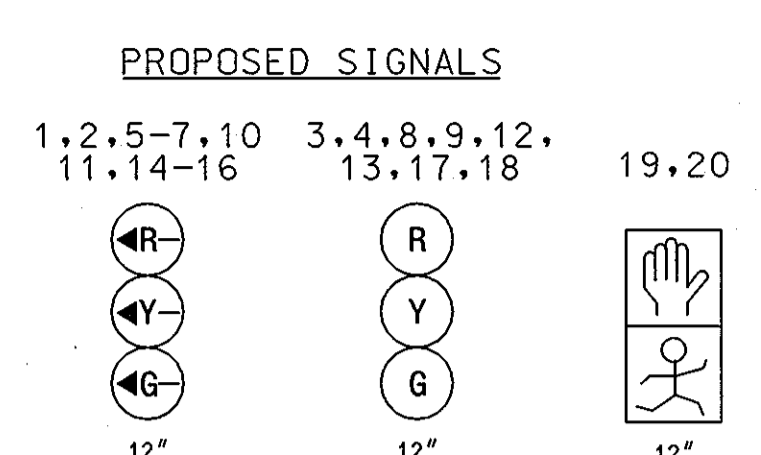 PROPOSED SIGNALS
1,2,5-7,10
11,14-16
3,4,8,9,12,
13,17,18
19,20
R
Y
G
12"
R
Y
G
12"
12"